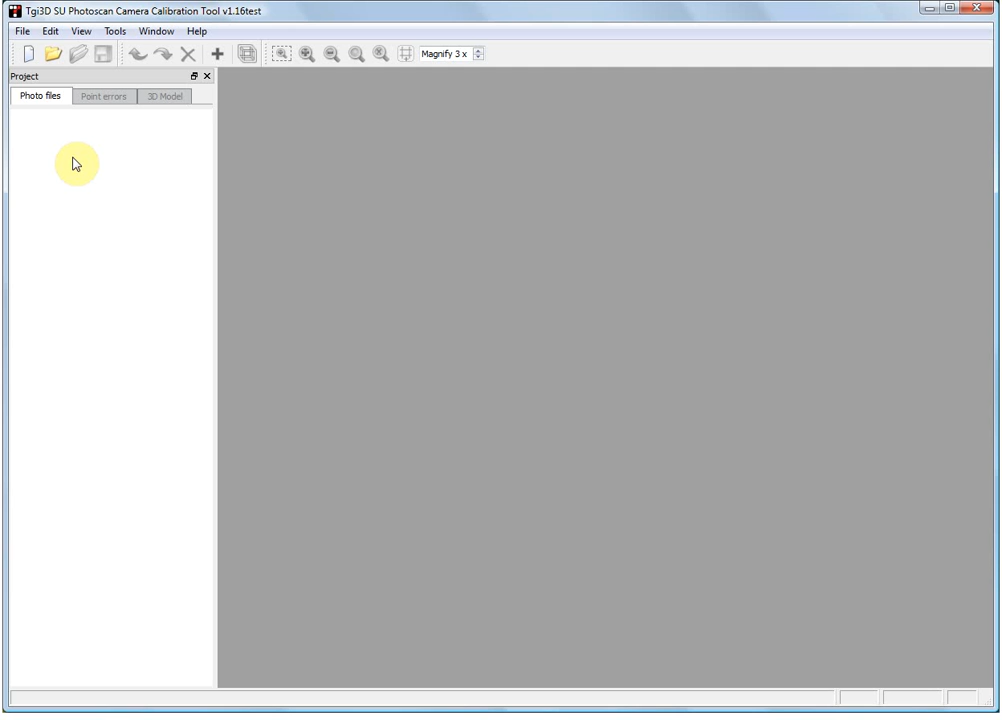 Tgi3D SU Photoscan Camera Calibration Tool v1.16test
File Edit View Tools Window Help
Magnify 3 x
Project
Photo files Point errors 3D Model